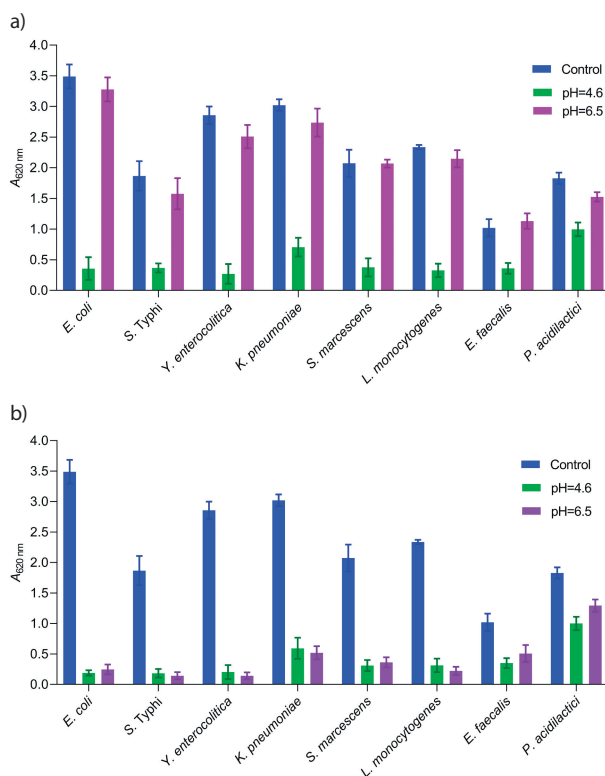 a)
4.0
3.5
3.0
2.5
2.0
1.5
1.0
0.5
0.0
A620 nm
Control
pH=4.6
pH=6.5
E. coli
S. Typhi
Y. enterocolitica
K. pneumoniae
S. marcescens
L. monocytogenes
E. faecalis
P. acidilactici
b)
4.0
3.5
3.0
2.5
2.0
1.5
1.0
0.5
0.0
A620 nm
Control
pH=4.6
pH=6.5
E. coli
S. Typhi
Y. enterocolitica
K. pneumoniae
S. marcescens
L. monocytogenes
E. faecalis
P. acidilactici